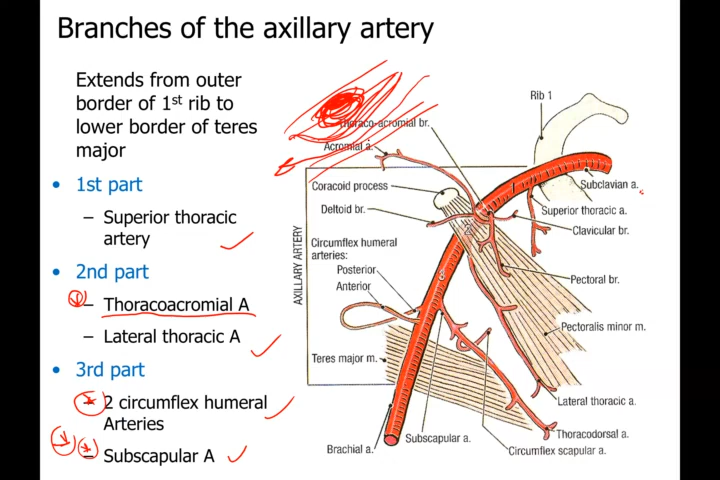 Branches of the axillary artery
Extends from outer
border of 1st rib to
lower border of teres
major
• 1st part
– Superior thoracic
artery
• 2nd part
– Thoracoacromial A
– Lateral thoracic A
• 3rd part
– 2 circumflex humeral
Arteries
– Subscapular A
Rib 1
Thoraco-acromial br.
Acromial a.
Coracoid process
Deltoid br.
Circumflex humeral
arteries:
Posterior
Anterior
AXILLARY ARTERY
Teres major m.
Brachial a.
Subscapular a.
Subclavian a.
Superior thoracic a.
Clavicular br.
Pectoral br.
Pectoralis minor m.
Lateral thoracic a.
Thoracodorsal a.
Circumflex scapular a.